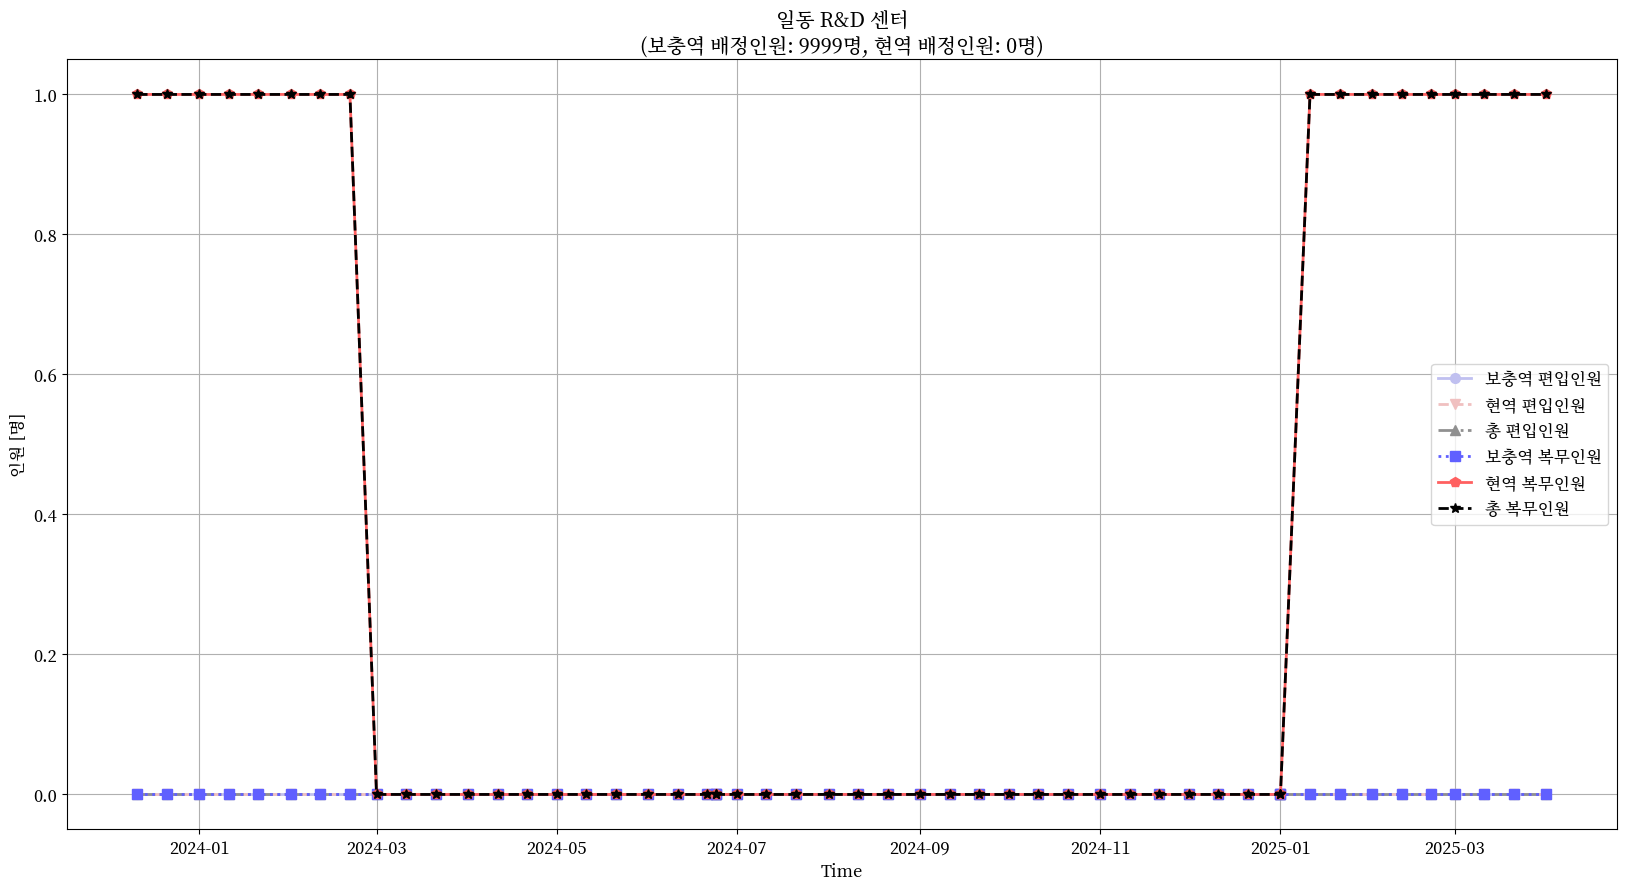 일동 R&D 센터
(보충역 배정인원: 9999명, 현역 배정인원: 0명)
인원 [명]
1.0
0.8
0.6
0.4
0.2
0.0
보충역 편입인원
현역 편입인원
총 편입인원
보충역 복무인원
현역 복무인원
총 복무인원
2024-01
2024-03
2024-05
2024-07
2024-09
2024-11
2025-01
2025-03
Time